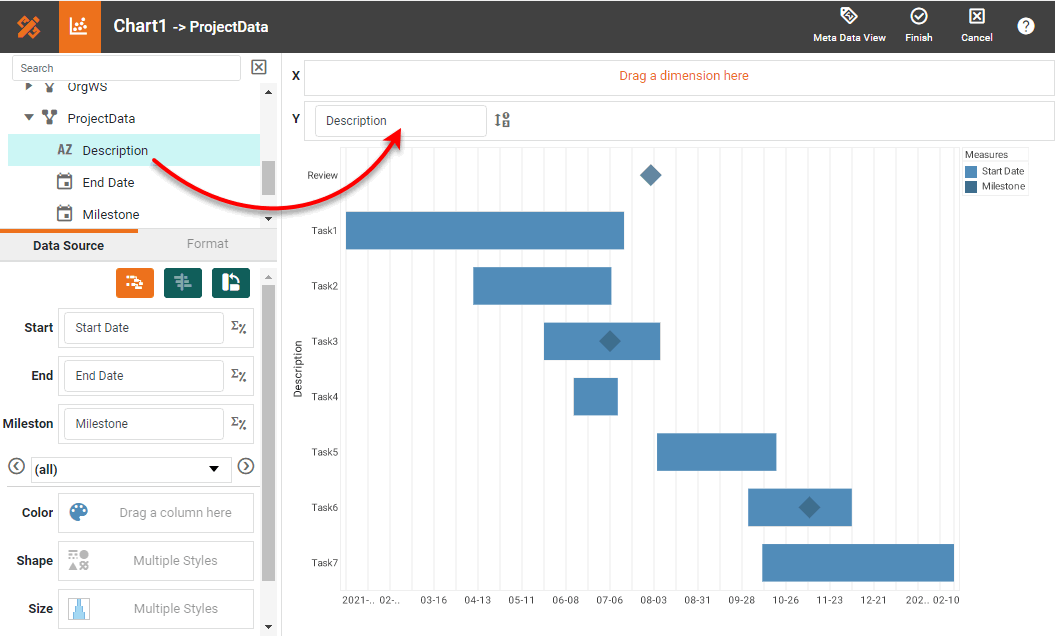 Chart1 -> ProjectData
Meta Data View
Finish
Cancel
?
Search
OrgWS
ProjectData
AZ Description
End Date
Milestone
Data Source
Format
Start
Start Date
End
End Date
Mileston
Milestone
(all)
Color
Drag a column here
Shape
Multiple Styles
Size
Multiple Styles
X
Drag a dimension here
Y
Description
Measures
Start Date
Milestone
Description
Review
Task1
Task2
Task3
Task4
Task5
Task6
Task7
2021-.. 02-.. 03-16 04-13 05-11 06-08 07-06 08-03 08-31 09-28 10-26 11-23 12-21 202.. 02-10